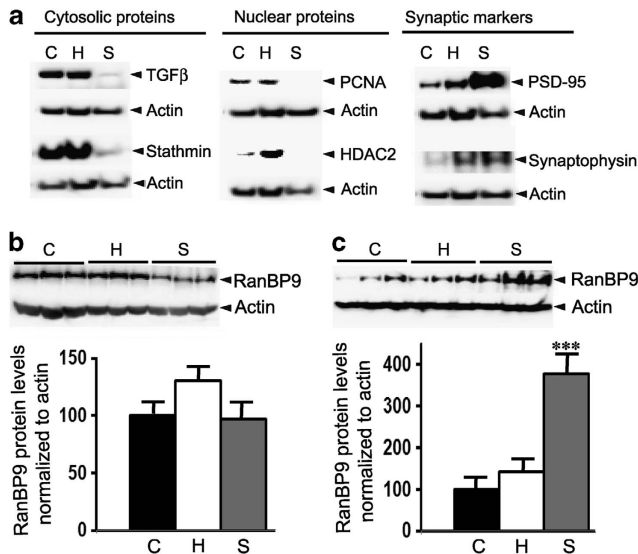 a
Cytosolic proteins
Nuclear proteins
Synaptic markers
C H S
C H S
C H S
TGFβ
PCNA
PSD-95
Actin
Actin
Actin
Stathmin
HDAC2
Synaptophysin
Actin
Actin
Actin
b
C H S
RanBP9
Actin
RanBP9 protein levels
normalized to actin
150
100
50
0
C H S
c
C H S
RanBP9
Actin
RanBP9 protein levels
normalized to actin
400
300
200
100
0
***
C H S